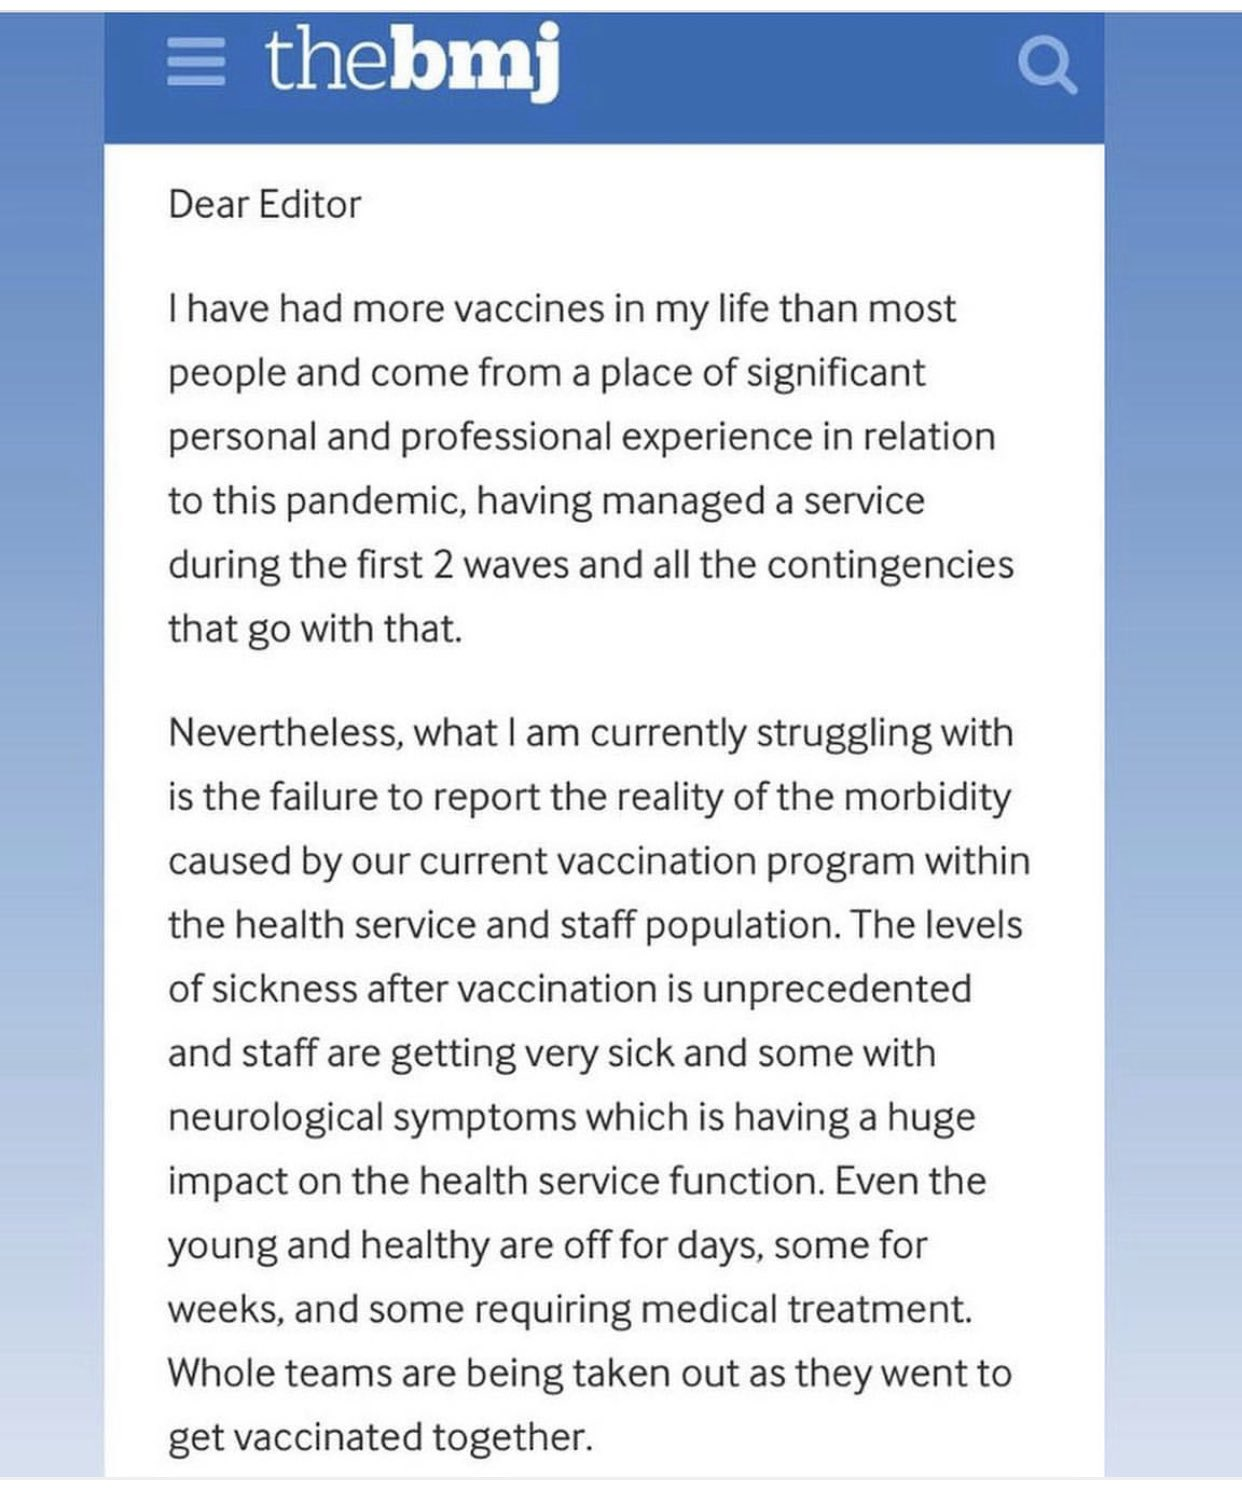 thebmj
Dear Editor
I have had more vaccines in my life than most
people and come from a place of significant
personal and professional experience in relation
to this pandemic, having managed a service
during the first 2 waves and all the contingencies
that go with that.
Nevertheless, what I am currently struggling with
is the failure to report the reality of the morbidity
caused by our current vaccination program within
the health service and staff population. The levels
of sickness after vaccination is unprecedented
and staff are getting very sick and some with
neurological symptoms which is having a huge
impact on the health service function. Even the
young and healthy are off for days, some for
weeks, and some requiring medical treatment.
Whole teams are being taken out as they went to
get vaccinated together.